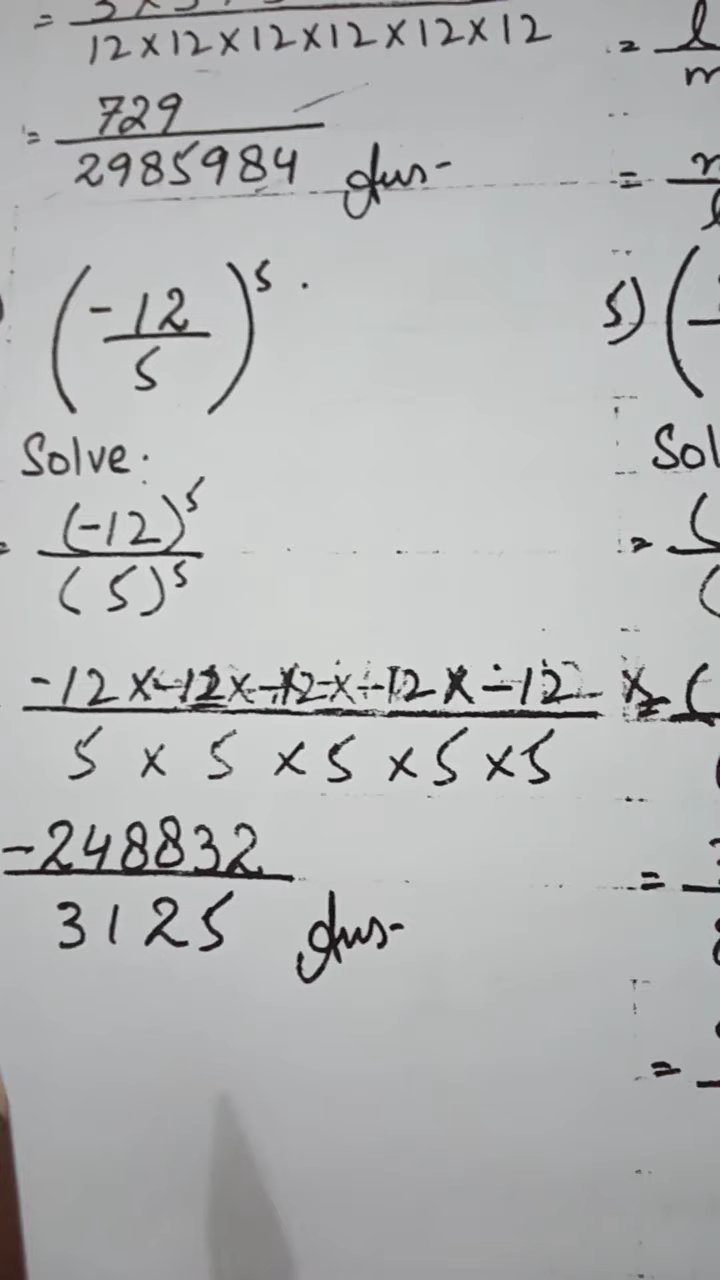 =
12×12×12×12×12×12
= 729
2985984 Ans-
(-12
5)^5.
Solve:
= (-12)^5
(5)^5
-12×-12×-12×-12×-12
5 × 5 × 5 × 5 × 5
-248832
3125 Ans-
= l
m
=
5) (
Sol
= (
(
= (
=
=